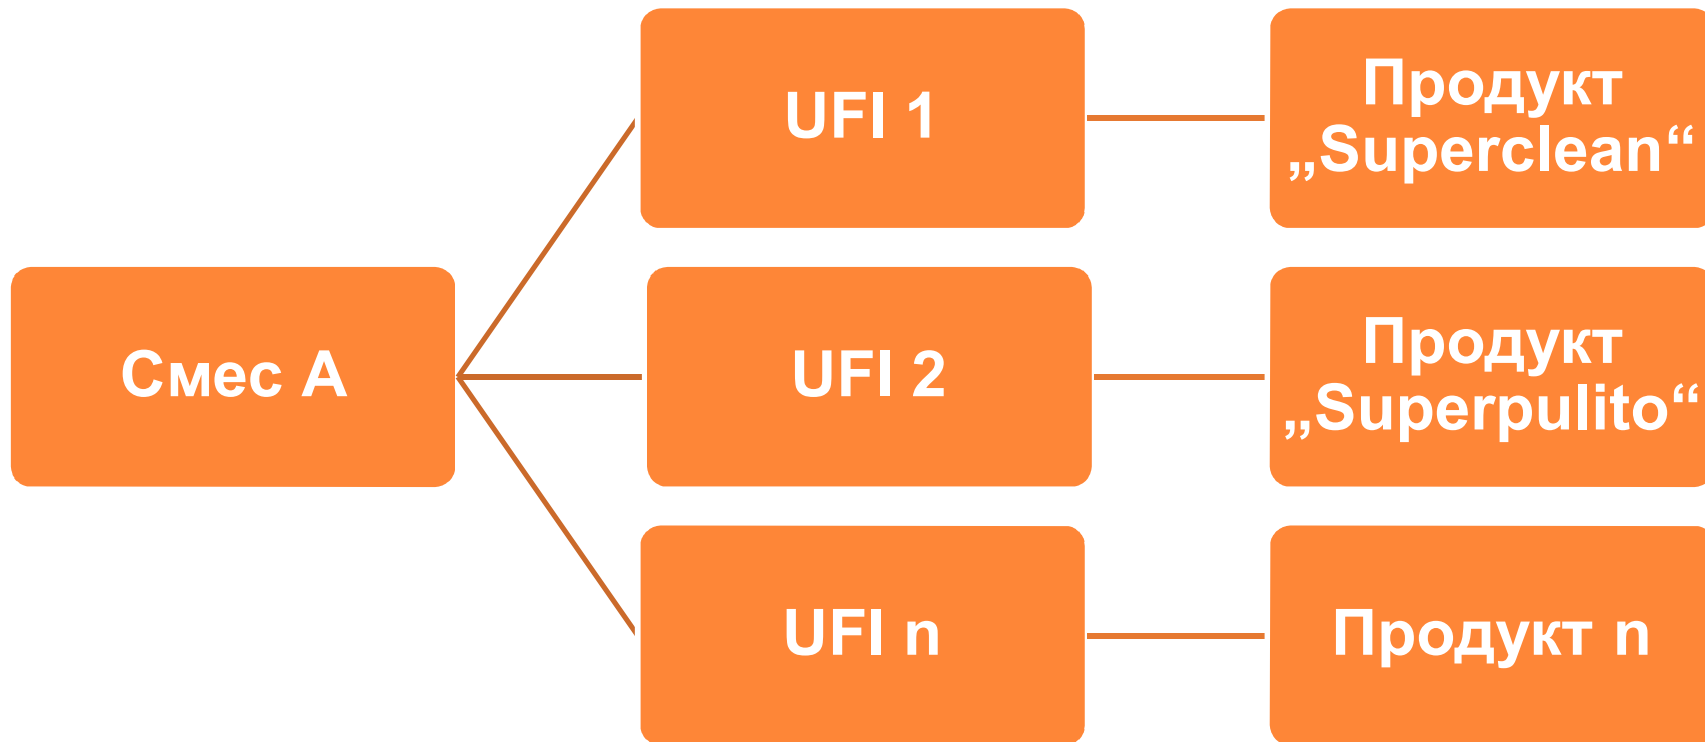 UFI 1
Продукт
„Superclean“
Смес А
UFI 2
Продукт
„Superpulito“
UFI n
Продукт n